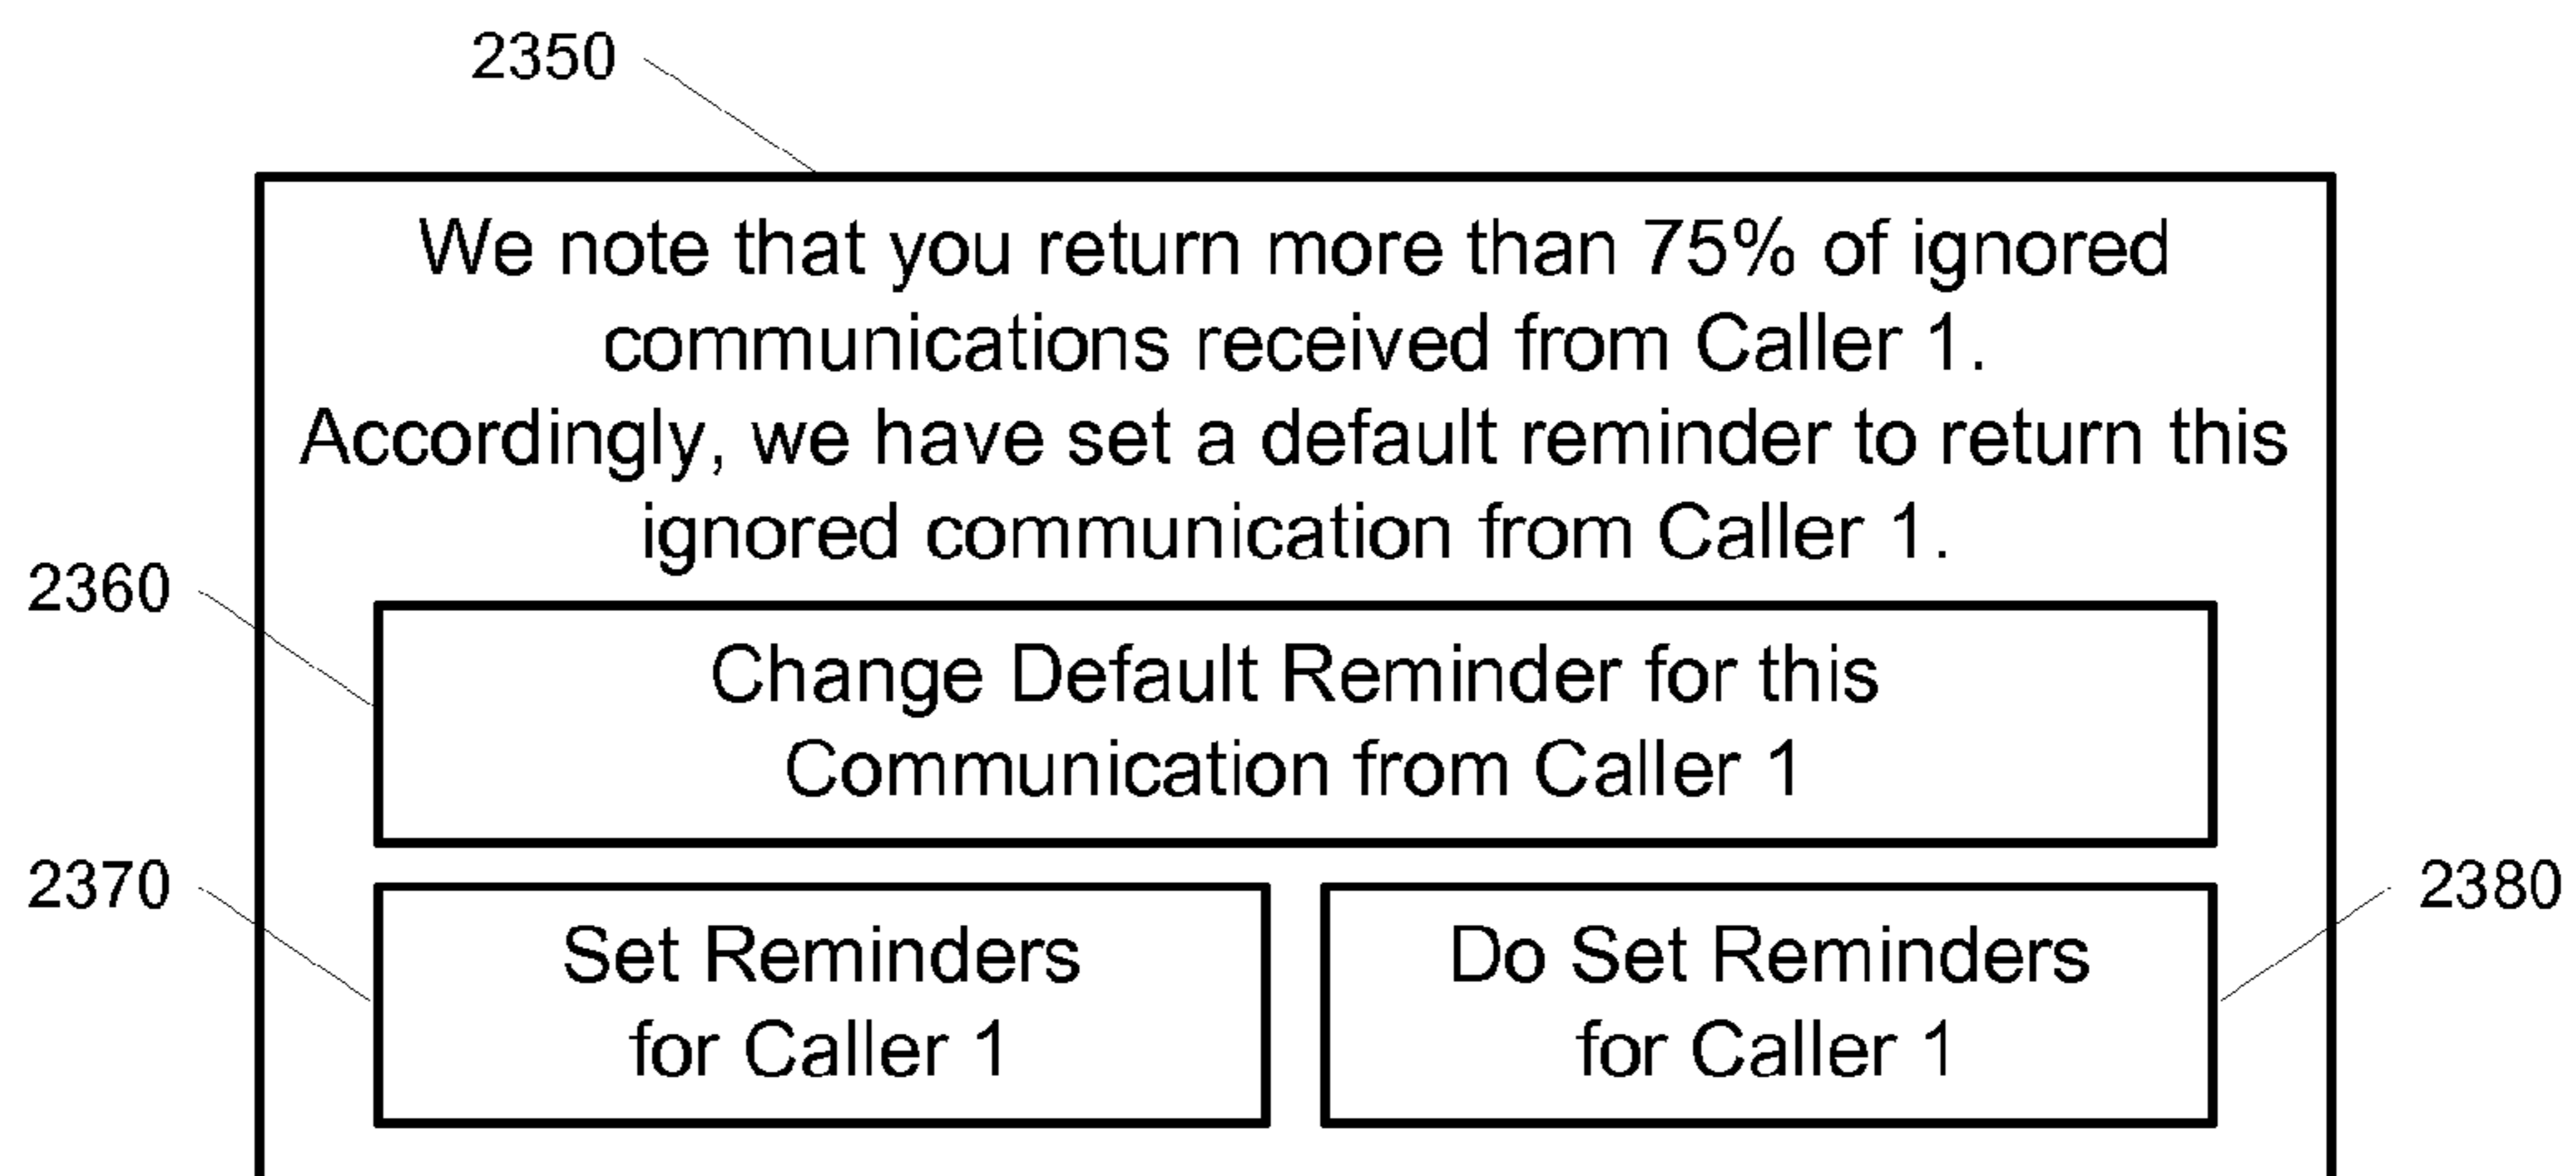 2350
We note that you return more than 75% of ignored
communications received from Caller 1.
Accordingly, we have set a default reminder to return this
ignored communication from Caller 1.
2360
Change Default Reminder for this
Communication from Caller 1
2370
Set Reminders
for Caller 1
2380
Do Set Reminders
for Caller 1